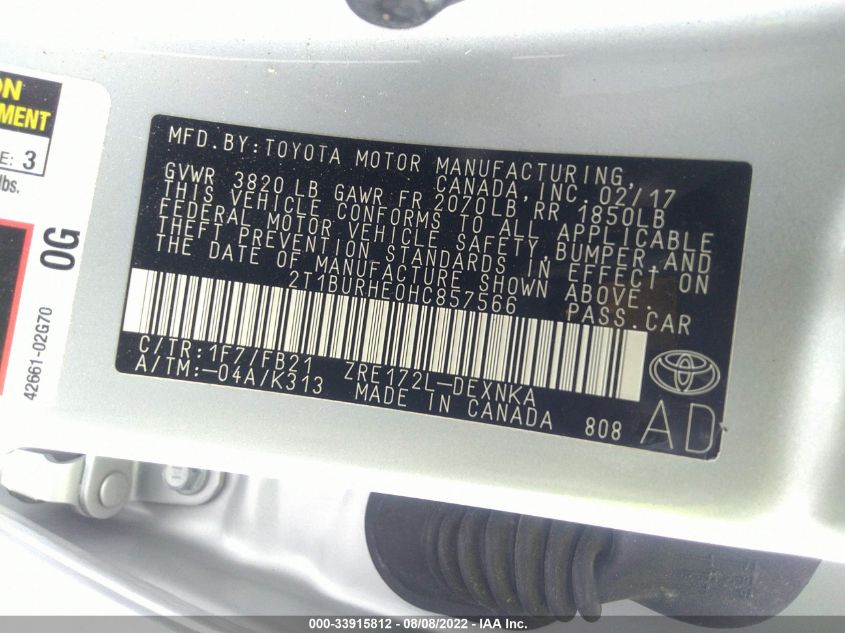 ON
MENT
E: 3
lbs.
0G
42661-02G70
MFD.BY:TOYOTA MOTOR MANUFACTURING,
CANADA,INC.02/17
GVWR 3820 LB GAWR FR 2070LB RR 1850LB
THIS VEHICLE CONFORMS TO ALL APPLICABLE
FEDERAL MOTOR VEHICLE SAFETY,BUMPER,AND
THEFT PREVENTION STANDARDS IN EFFECT ON
THE DATE OF MANUFACTURE SHOWN ABOVE.
2T1BURHE0HC857566 PASS.CAR
C/TR:1F7/FB21 ZRE172L-DEXNKA
A/TM:-04A/K313 MADE IN CANADA 808
AD
000-33915812 - 08/08/2022 - IAA Inc.